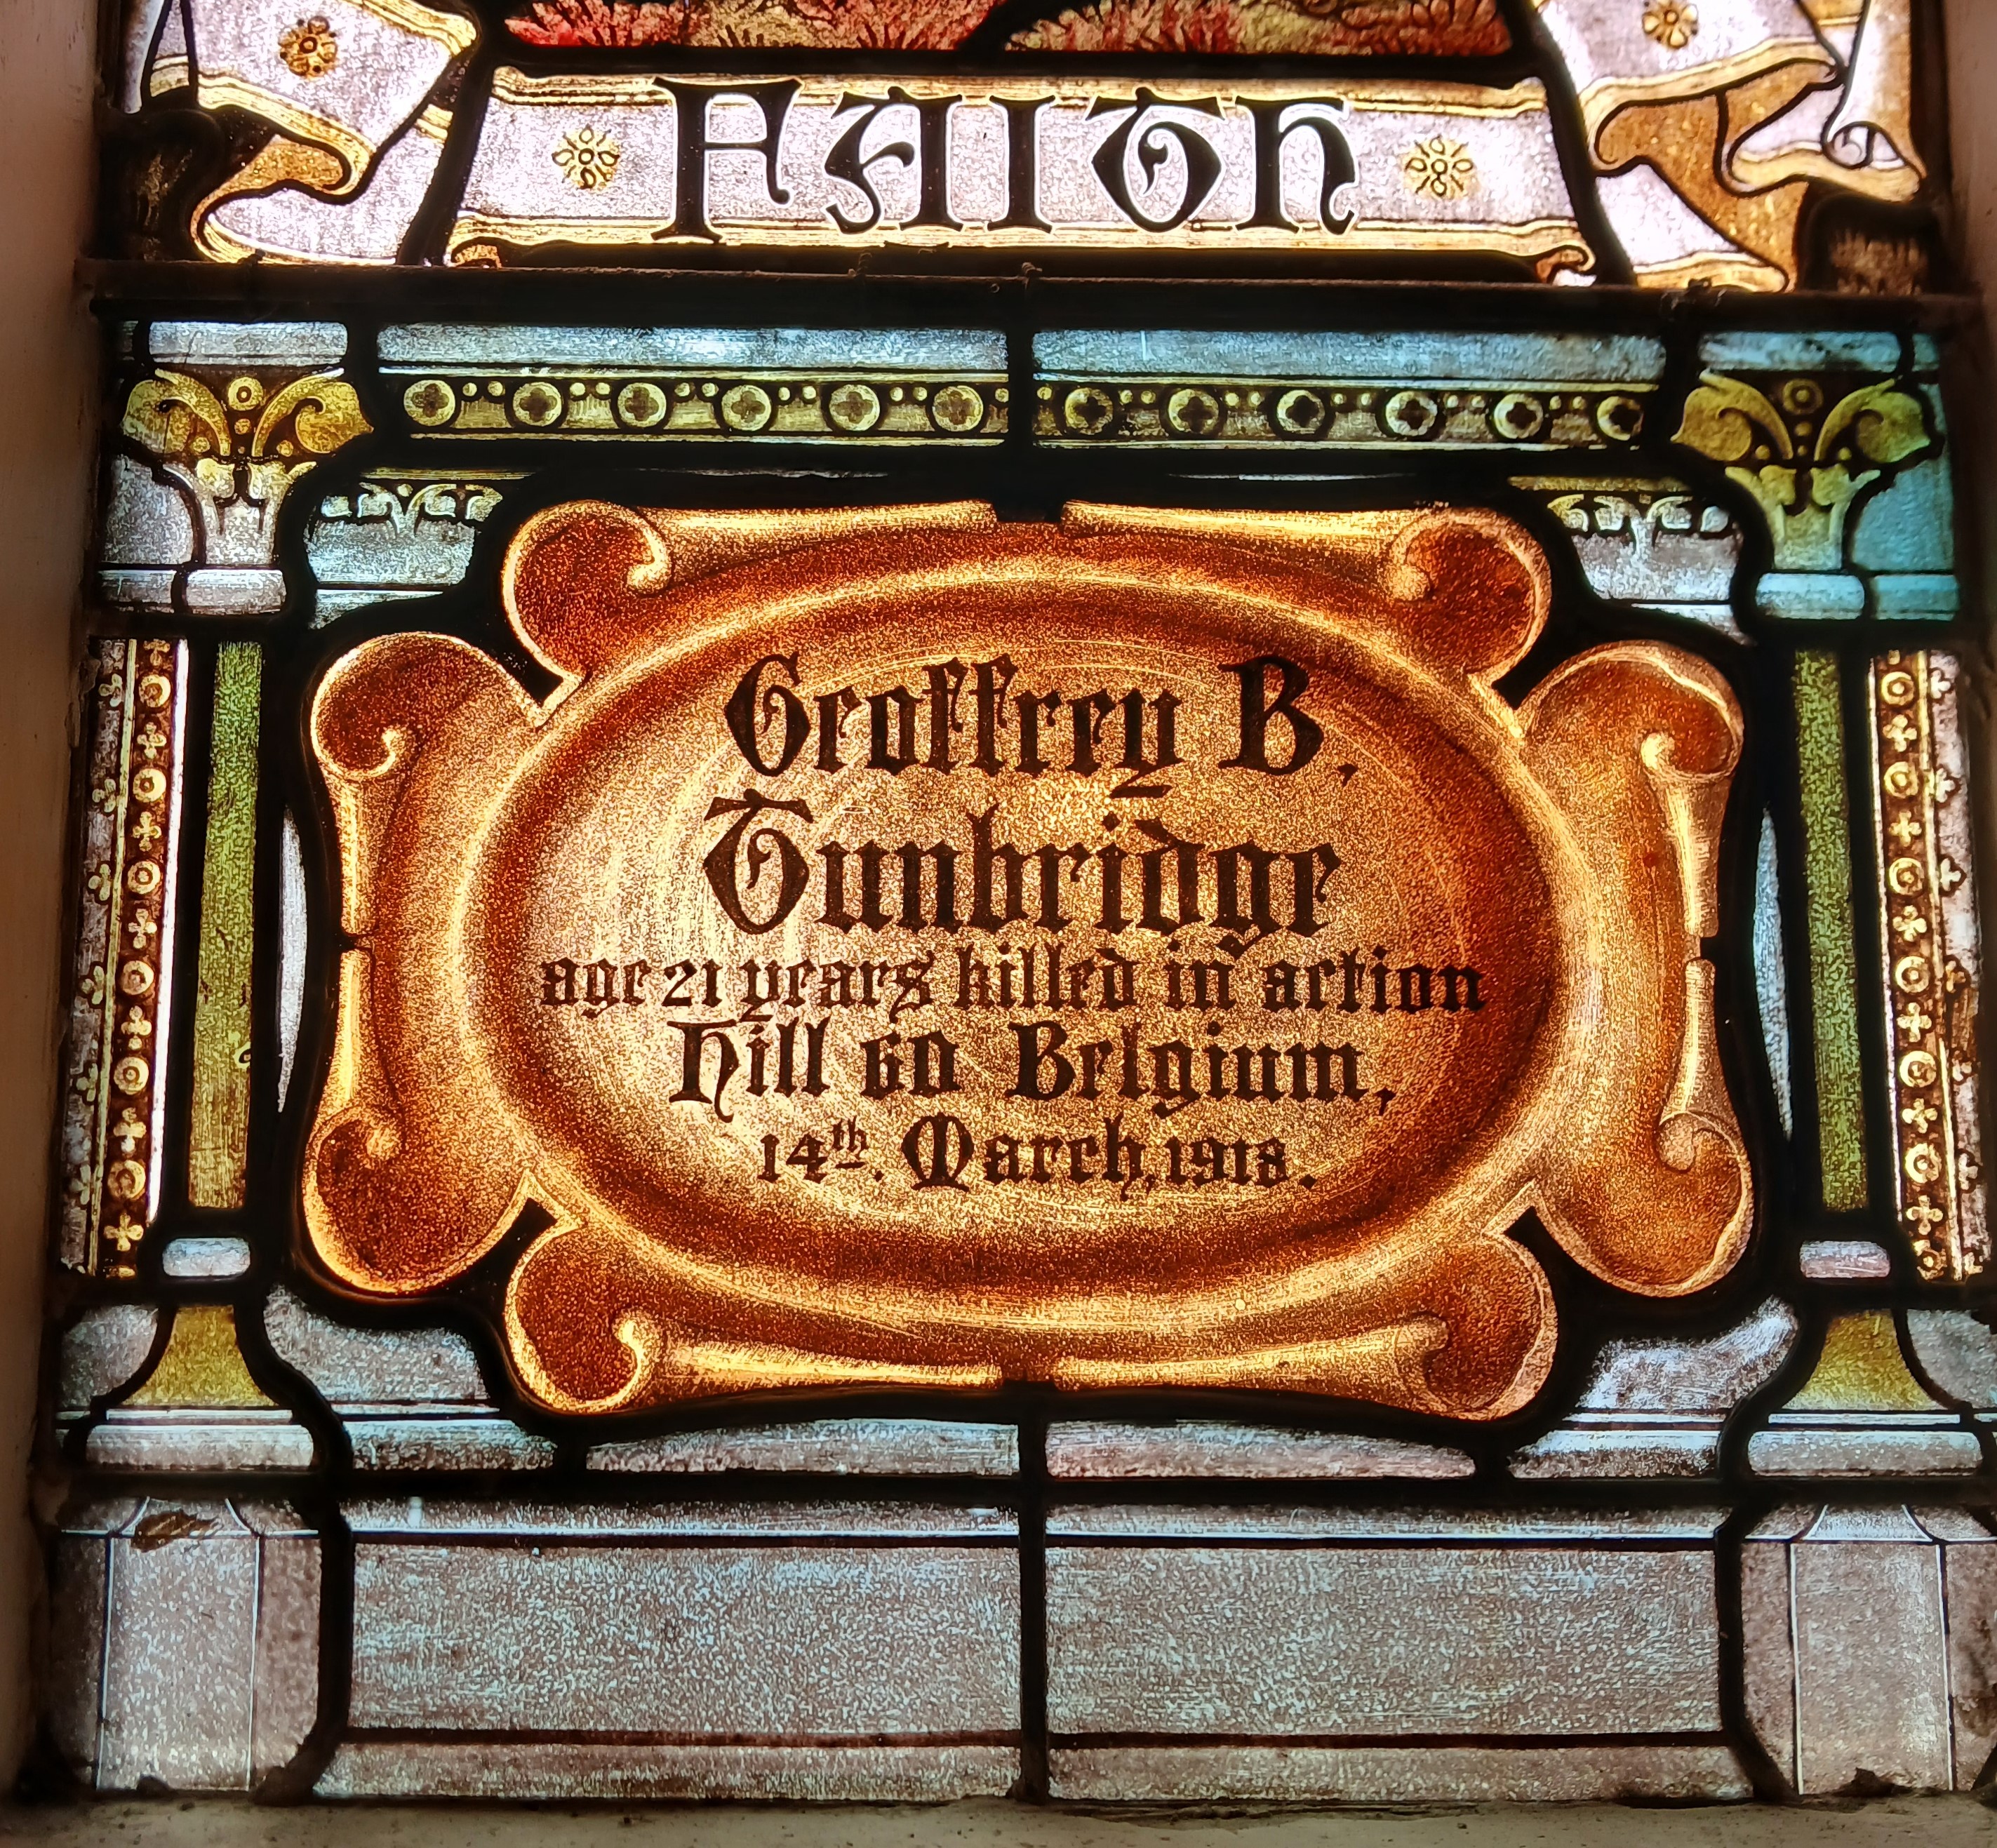 FAITh
Geoffrey B.
Tunbridge
age 21 years killed in action
Hill 60 Belgium,
14th. March, 1918.